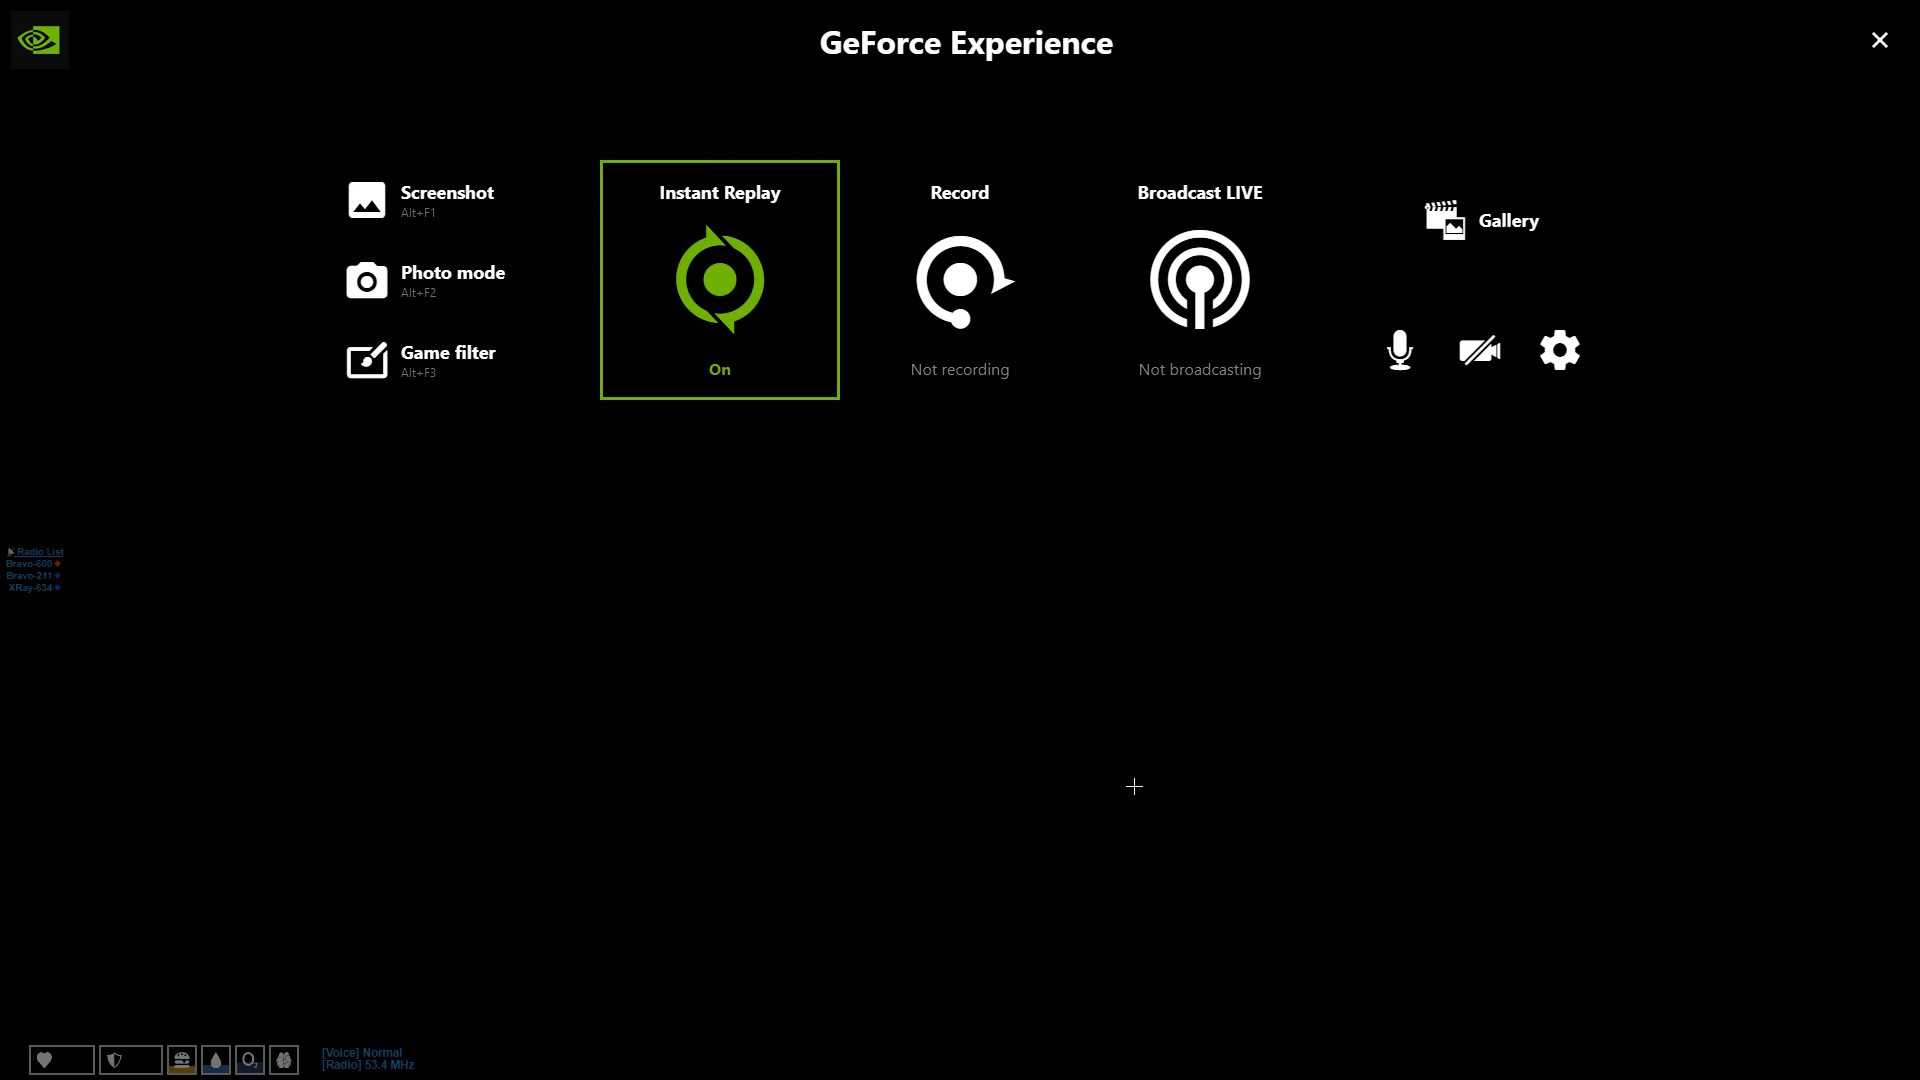 GeForce Experience
Screenshot
Alt+F1
Photo mode
Alt+F2
Game filter
Alt+F3
Instant Replay
On
Record
Not recording
Broadcast LIVE
Not broadcasting
Gallery
Radio List
Bravo-600
Bravo-211
XRay-634
O2
[Voice] Normal
[Radio] 53.4 MHz